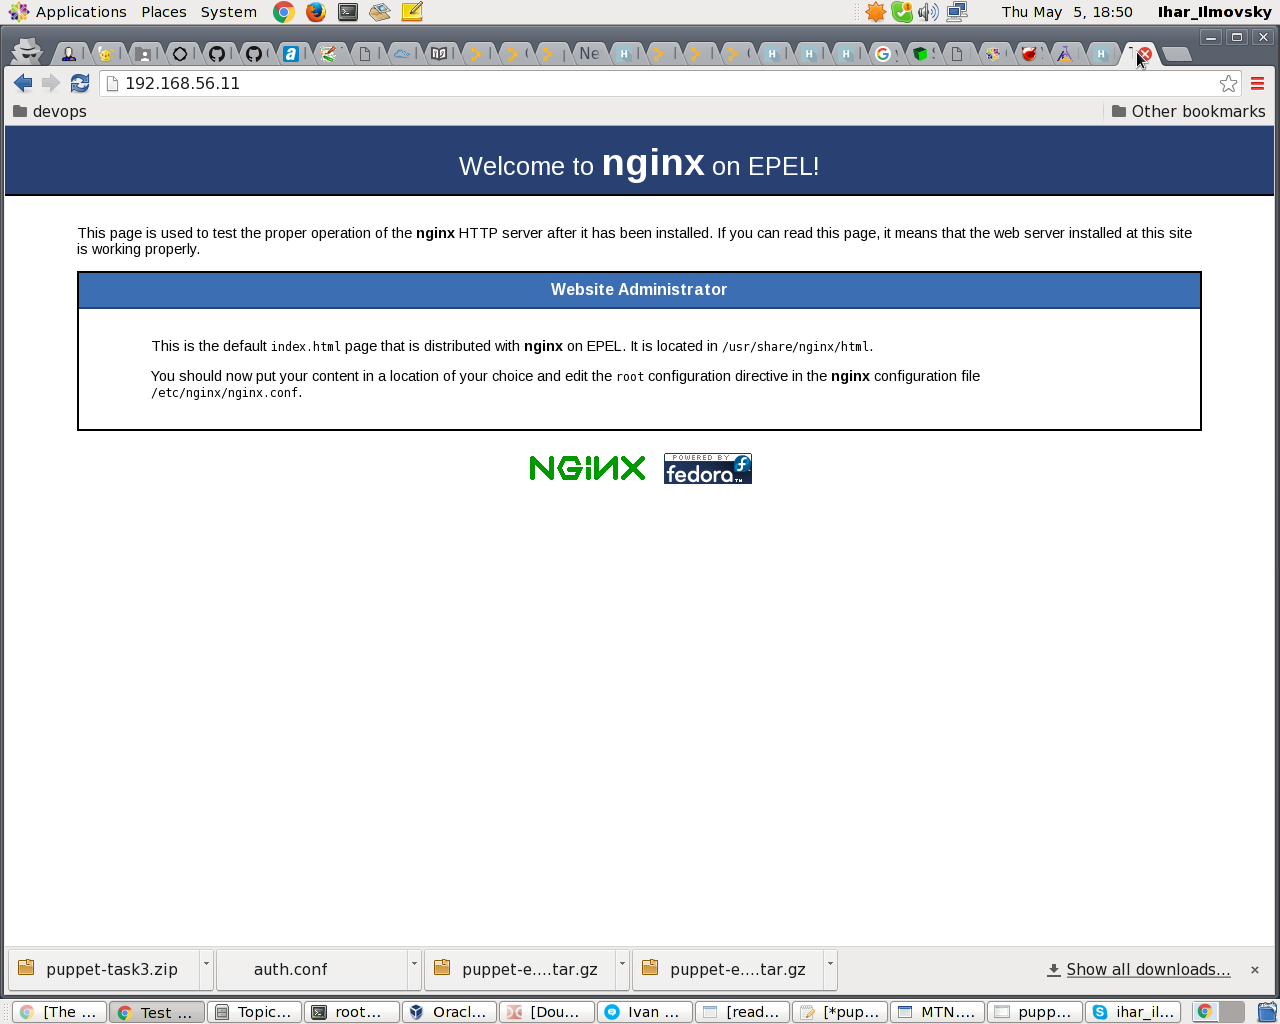 Applications Places System Thu May 5, 18:50 Ihar_Ilmovsky
Ne
192.168.56.11
devops Other bookmarks
Welcome to nginx on EPEL!
This page is used to test the proper operation of the nginx HTTP server after it has been installed. If you can read this page, it means that the web server installed at this site
is working properly.
Website Administrator
This is the default index.html page that is distributed with nginx on EPEL. It is located in /usr/share/nginx/html.
You should now put your content in a location of your choice and edit the root configuration directive in the nginx configuration file
/etc/nginx/nginx.conf.
NGINX POWERED BY fedora
puppet-task3.zip auth.conf puppet-e....tar.gz puppet-e....tar.gz Show all downloads...
[The ... Test ... Topic... root... Oracl... [Dou... Ivan ... [read... [*pup... MTN.... pupp... ihar_il...